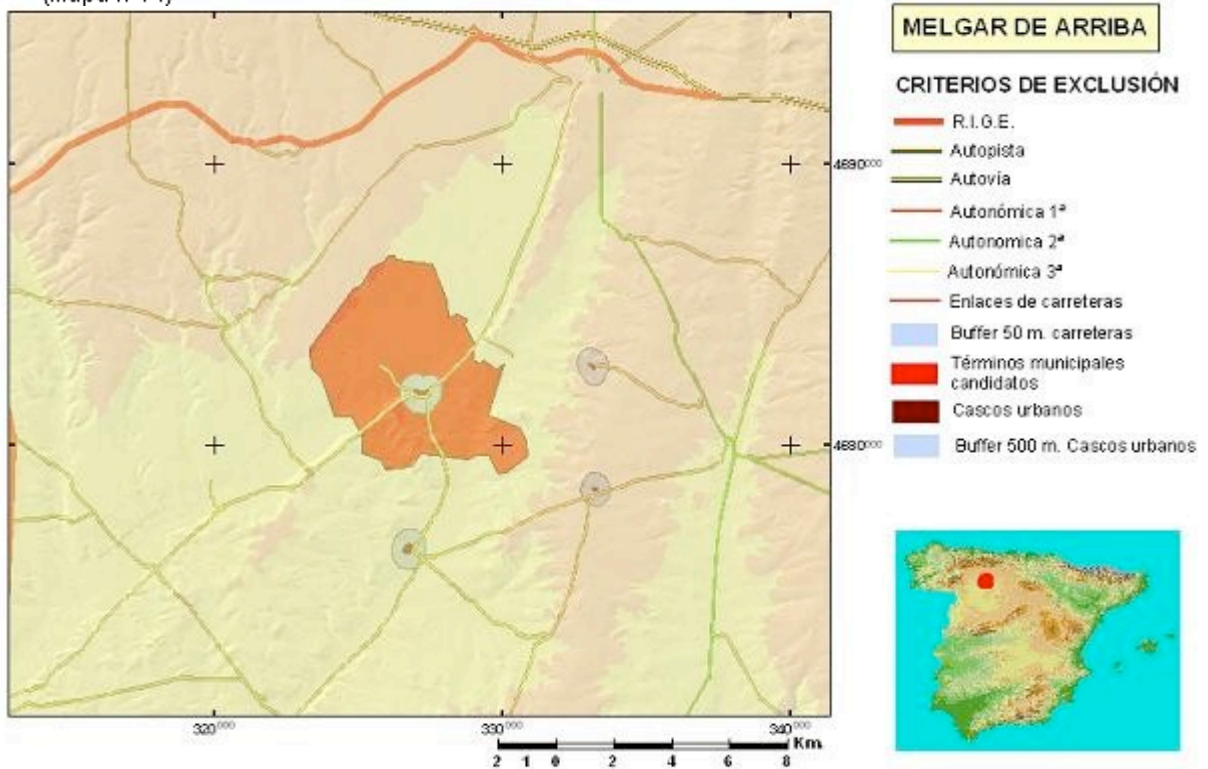 MELGAR DE ARRIBA
CRITERIOS DE EXCLUSIÓN
R.I.G.E.
Autopista
Autovía
Autonómica 1ª
Autonomica 2ª
Autonómica 3ª
Enlaces de carreteras
Buffer 50 m. carreteras
Términos municipales
candidatos
Cascos urbanos
Buffer 500 m. Cascos urbanos
4690000
4680000
320000 330000 340000
Km.
2 1 0 2 4 6 8